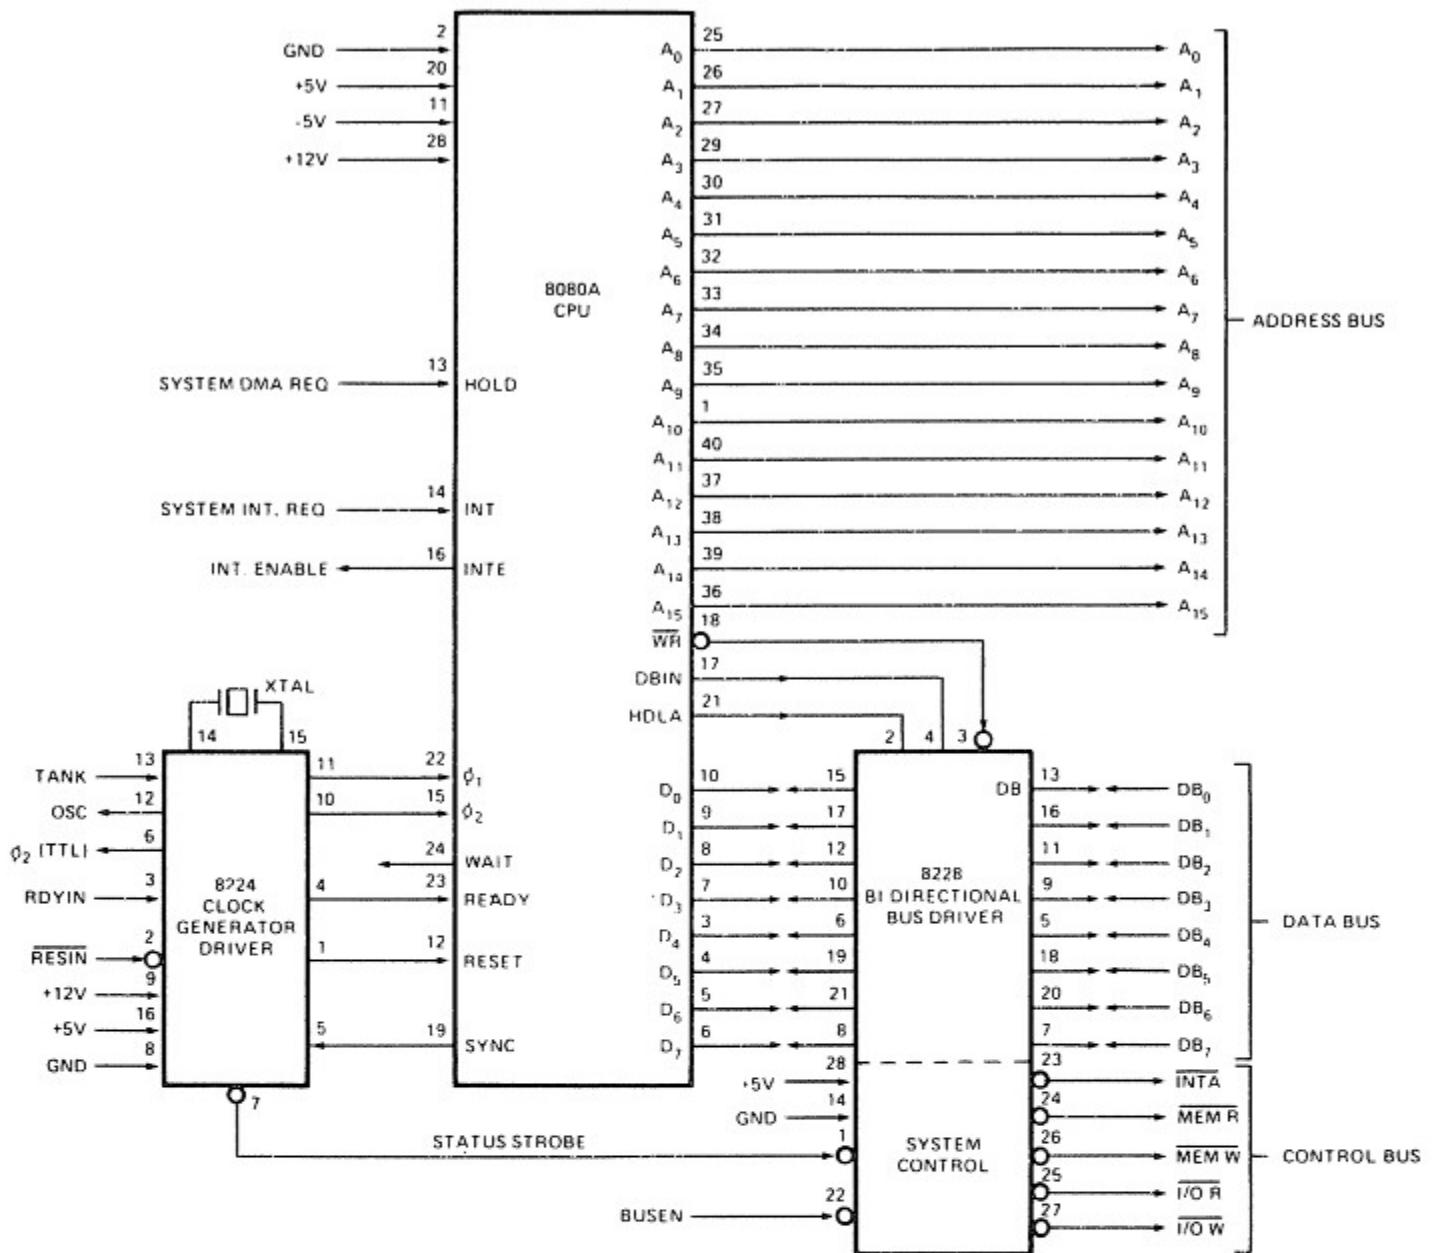 2 25
GND A0 A0
20 26
+5V A1 A1
11 27
-5V A2 A2
28 29
+12V A3 A3
30
A4 A4
31
A5 A5
32
A6 A6
8080A
CPU
33
A7 A7
ADDRESS BUS
34
A8 A8
13 35
SYSTEM DMA REQ HOLD A9 A9
1
A10 A10
40
A11 A11
14 37
SYSTEM INT. REQ INT A12 A12
38
A13 A13
16 39
INT. ENABLE INTE A14 A14
36
A15 A15
18
W̅R̅
17
DBIN
XTAL
21
HDLA
14 15 2 4 3
13 11 22 10 15 13
TANK φ1 D0 DB DB0
12 10 15 9 17 16
OSC φ2 D1 DB1
6 24 8 12 11
φ2 (TTL) WAIT D2 DB2
3 4 23 7 10 9
RDYIN READY D3 DB3
8224
CLOCK
GENERATOR
DRIVER
8228
BI DIRECTIONAL
BUS DRIVER
DATA BUS
3 6 5
D4 DB4
2 1 12 4 19 18
R̅E̅S̅I̅N̅ RESET D5 DB5
9 5 21 20
+12V D6 DB6
16 5 19 6 8 7
+5V SYNC D7 DB7
8
GND
28 23
+5V I̅N̅T̅A̅
7
14 24
GND M̅E̅M̅ R̅
STATUS STROBE 1 26
SYSTEM
CONTROL
M̅E̅M̅ W̅
CONTROL BUS
22 25
BUSEN I̅/̅O̅ R̅
27
I̅/̅O̅ W̅